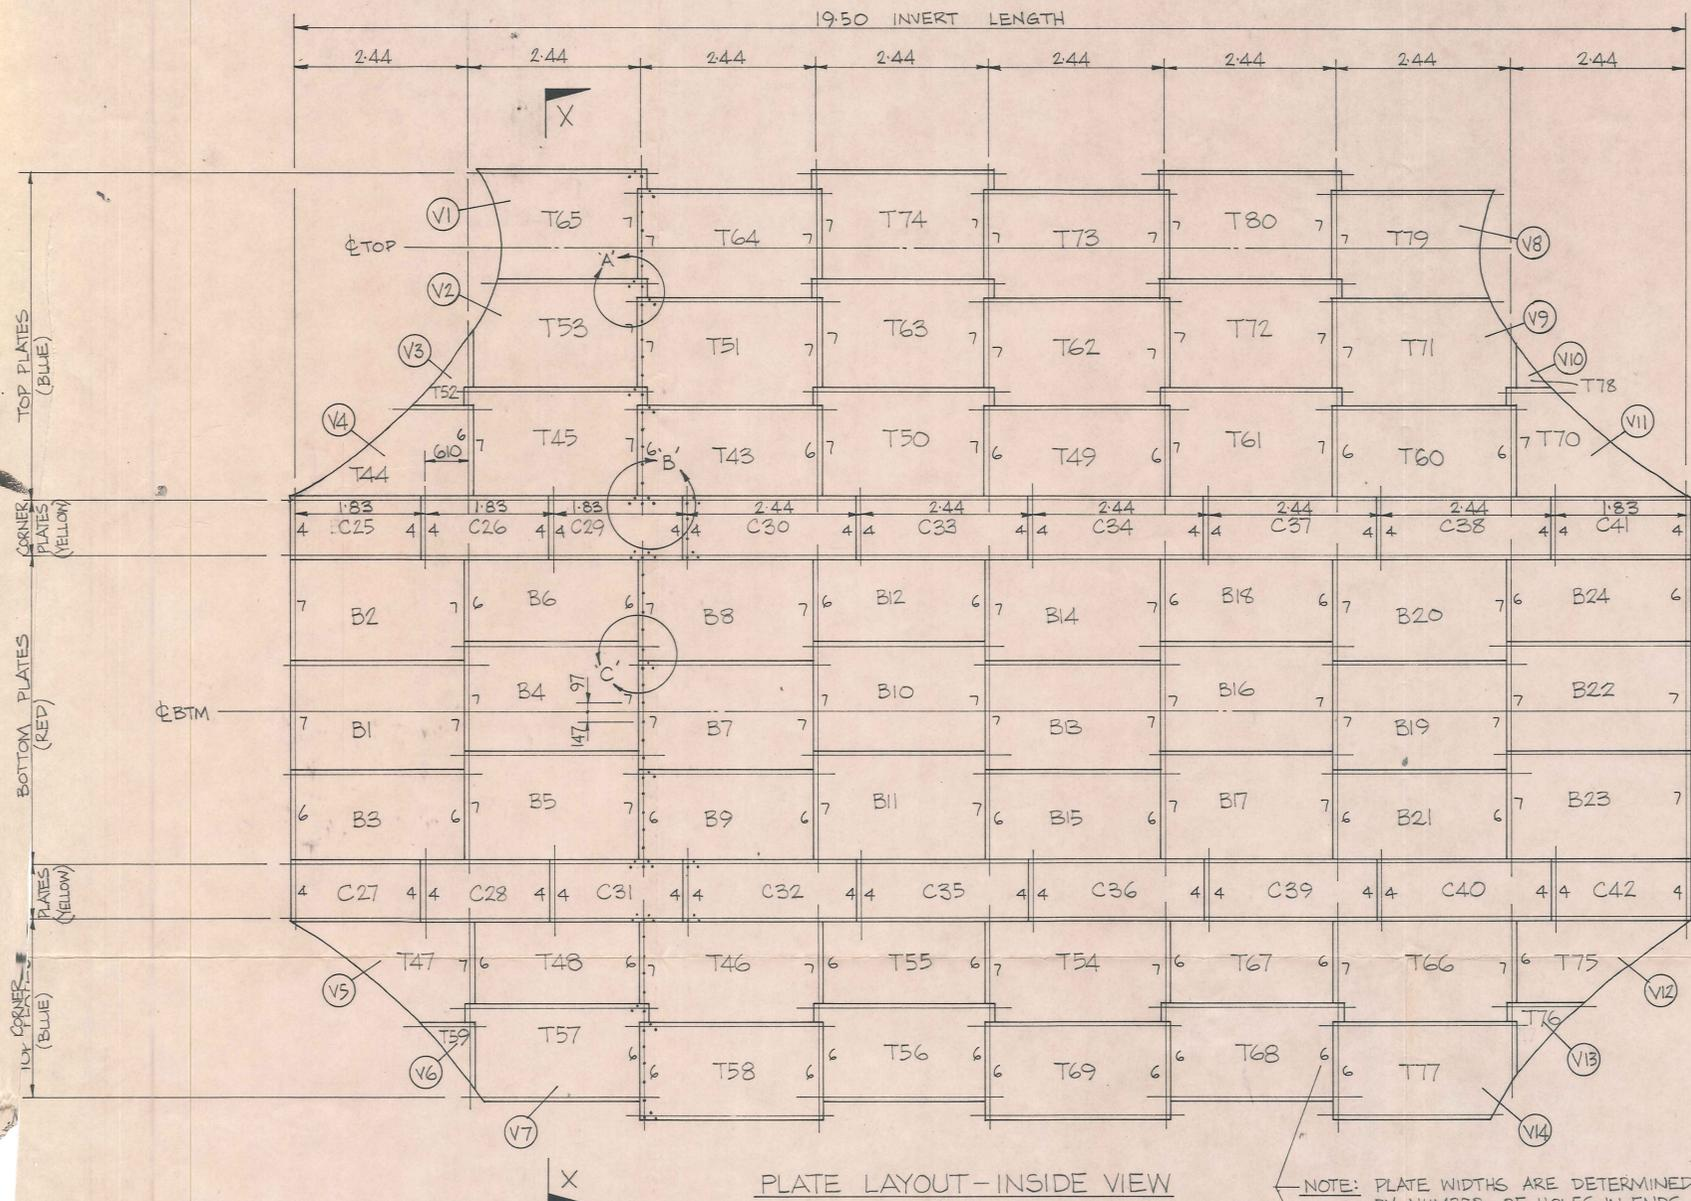 19·50 INVERT LENGTH
2·44 2·44 2·44 2·44 2·44 2·44 2·44 2·44
X
V1 T65 7 7 T64 7 7 T74 7 7 T73 7 7 T80 7 7 T79 V8
℄ TOP
'A'
V2 T53 7 7 T51 7 7 T63 7 7 T62 7 7 T72 7 7 T71 V9
V3 T52 V10 T78
V4 T44 6 610 7 T45 7 6 T43 6 7 T50 7 6 T49 6 7 T61 7 6 T60 6 7 T70 V11
'B'
TOP PLATES
(BLUE)
1·83 1·83 1·83 2·44 2·44 2·44 2·44 2·44 1·83
4 C25 4 4 C26 4 C29 4 4 C30 4 4 C33 4 4 C34 4 4 C37 4 4 C38 4 4 C41 4
CORNER
PLATES
(YELLOW)
7 B2 7 6 B6 6 7 B8 7 6 B12 6 7 B14 7 6 B18 6 7 B20 7 6 B24 6
'C'
7 B1 7 7 B4 7 7 B7 7 7 B10 7 7 B13 7 7 B16 7 7 B19 7 7 B22 7
97
147
℄ BTM
6 B3 6 7 B5 7 6 B9 6 7 B11 7 6 B15 6 7 B17 7 6 B21 6 7 B23 7
BOTTOM PLATES
(RED)
4 C27 4 4 C28 4 4 C31 4 4 C32 4 4 C35 4 4 C36 4 4 C39 4 4 C40 4 4 C42 4
CORNER
PLATES
(YELLOW)
V5 T47 7 6 T48 6 7 T46 7 6 T55 6 7 T54 7 6 T67 6 7 T66 7 6 T75 V12
V6 T59 T57 6 6 T58 6 6 T56 6 6 T69 6 6 T68 6 6 T77 T76 V13
(BLUE)
V7 V14
X
PLATE LAYOUT-INSIDE VIEW
NOTE: PLATE WIDTHS ARE DETERMINED
BY NUMBER OF HOLES IN ENDS